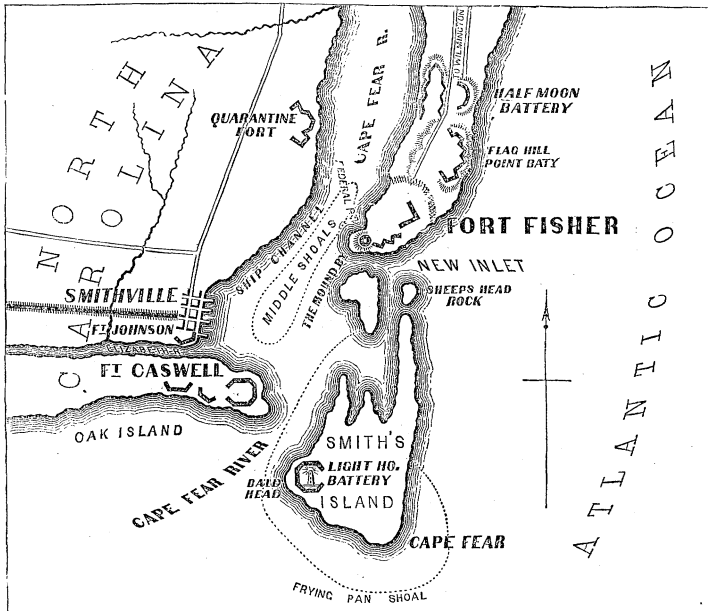 NORTH
CAROLINA
ATLANTIC OCEAN
CAPE FEAR R.
TO WILMINGTON
HALF MOON
BATTERY
QUARANTINE
FORT
FLAG HILL
POINT BATY
FEDERAL
FORT FISHER
SHIP CHANNEL
MIDDLE SHOALS
THE MOUND BY
NEW INLET
SHEEPS HEAD
ROCK
SMITHVILLE
FT JOHNSON
ELIZABETH R.
FT CASWELL
OAK ISLAND
CAPE FEAR RIVER
SMITH'S
ISLAND
LIGHT HO.
BATTERY
BALD
HEAD
CAPE FEAR
FRYING PAN SHOAL